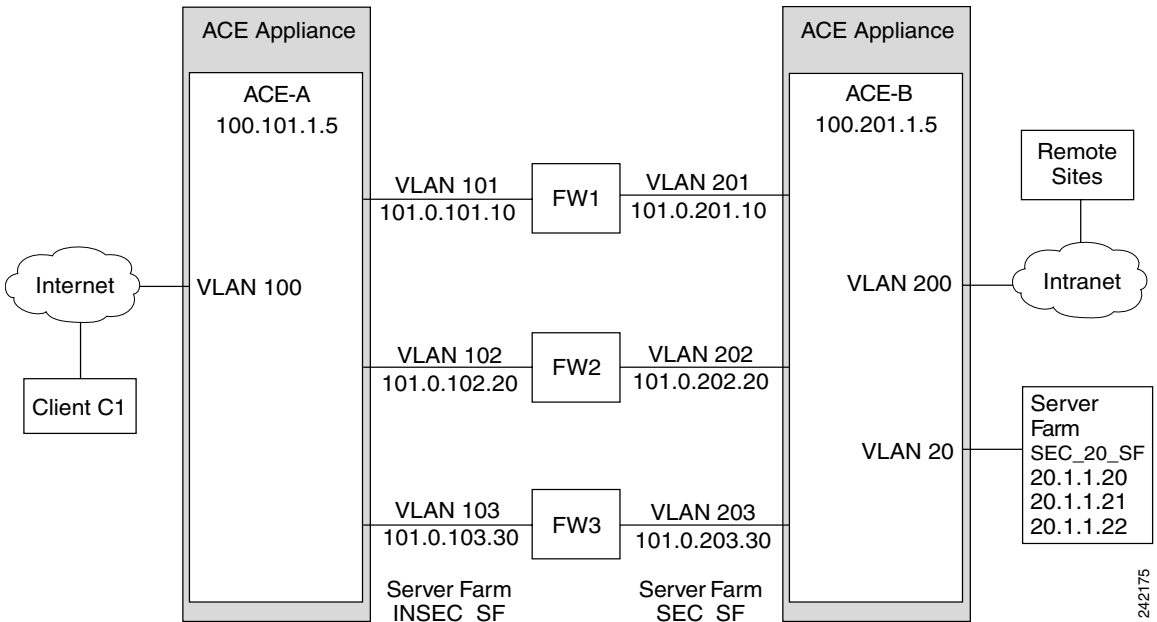 ACE Appliance
ACE-A
100.101.1.5
ACE Appliance
ACE-B
100.201.1.5
VLAN 101
101.0.101.10
FW1
VLAN 201
101.0.201.10
Remote
Sites
Internet
VLAN 100
VLAN 200
Intranet
Client C1
VLAN 102
101.0.102.20
FW2
VLAN 202
101.0.202.20
VLAN 20
Server
Farm
SEC_20_SF
20.1.1.20
20.1.1.21
20.1.1.22
VLAN 103
101.0.103.30
FW3
VLAN 203
101.0.203.30
Server Farm
INSEC_SF
Server Farm
SEC_SF
242175